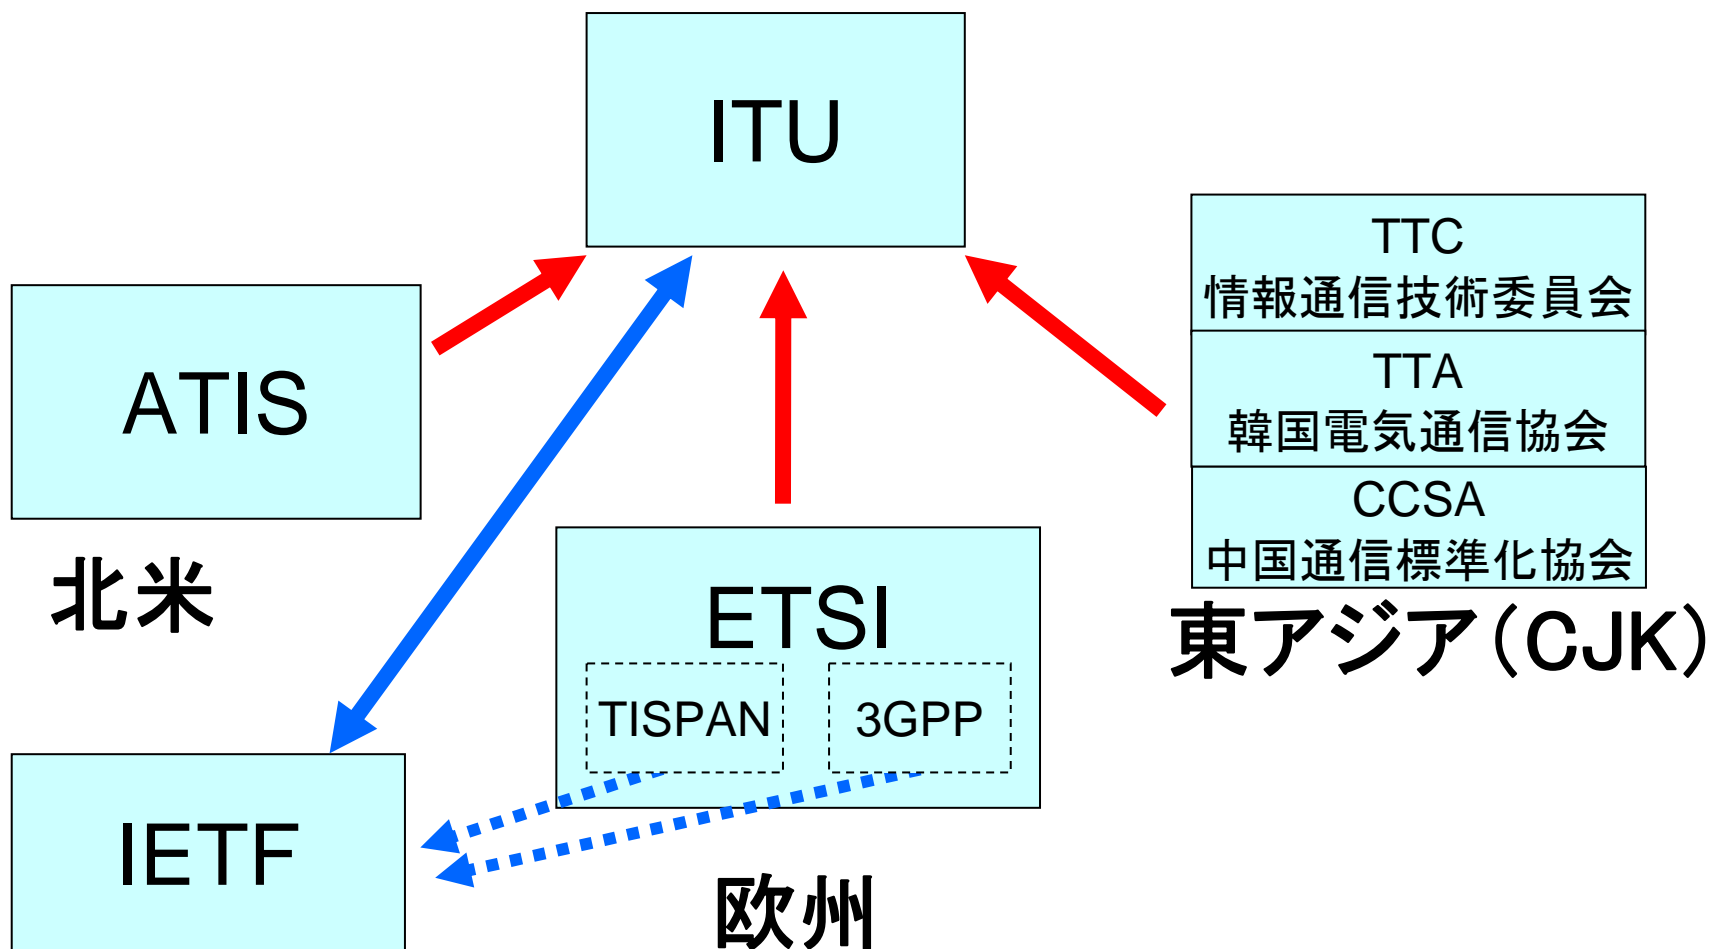 ITU
TTC
情報通信技術委員会
TTA
韓国電気通信協会
CCSA
中国通信標準化協会
東アジア(CJK)
ATIS
北米
ETSI
TISPAN
3GPP
欧州
IETF